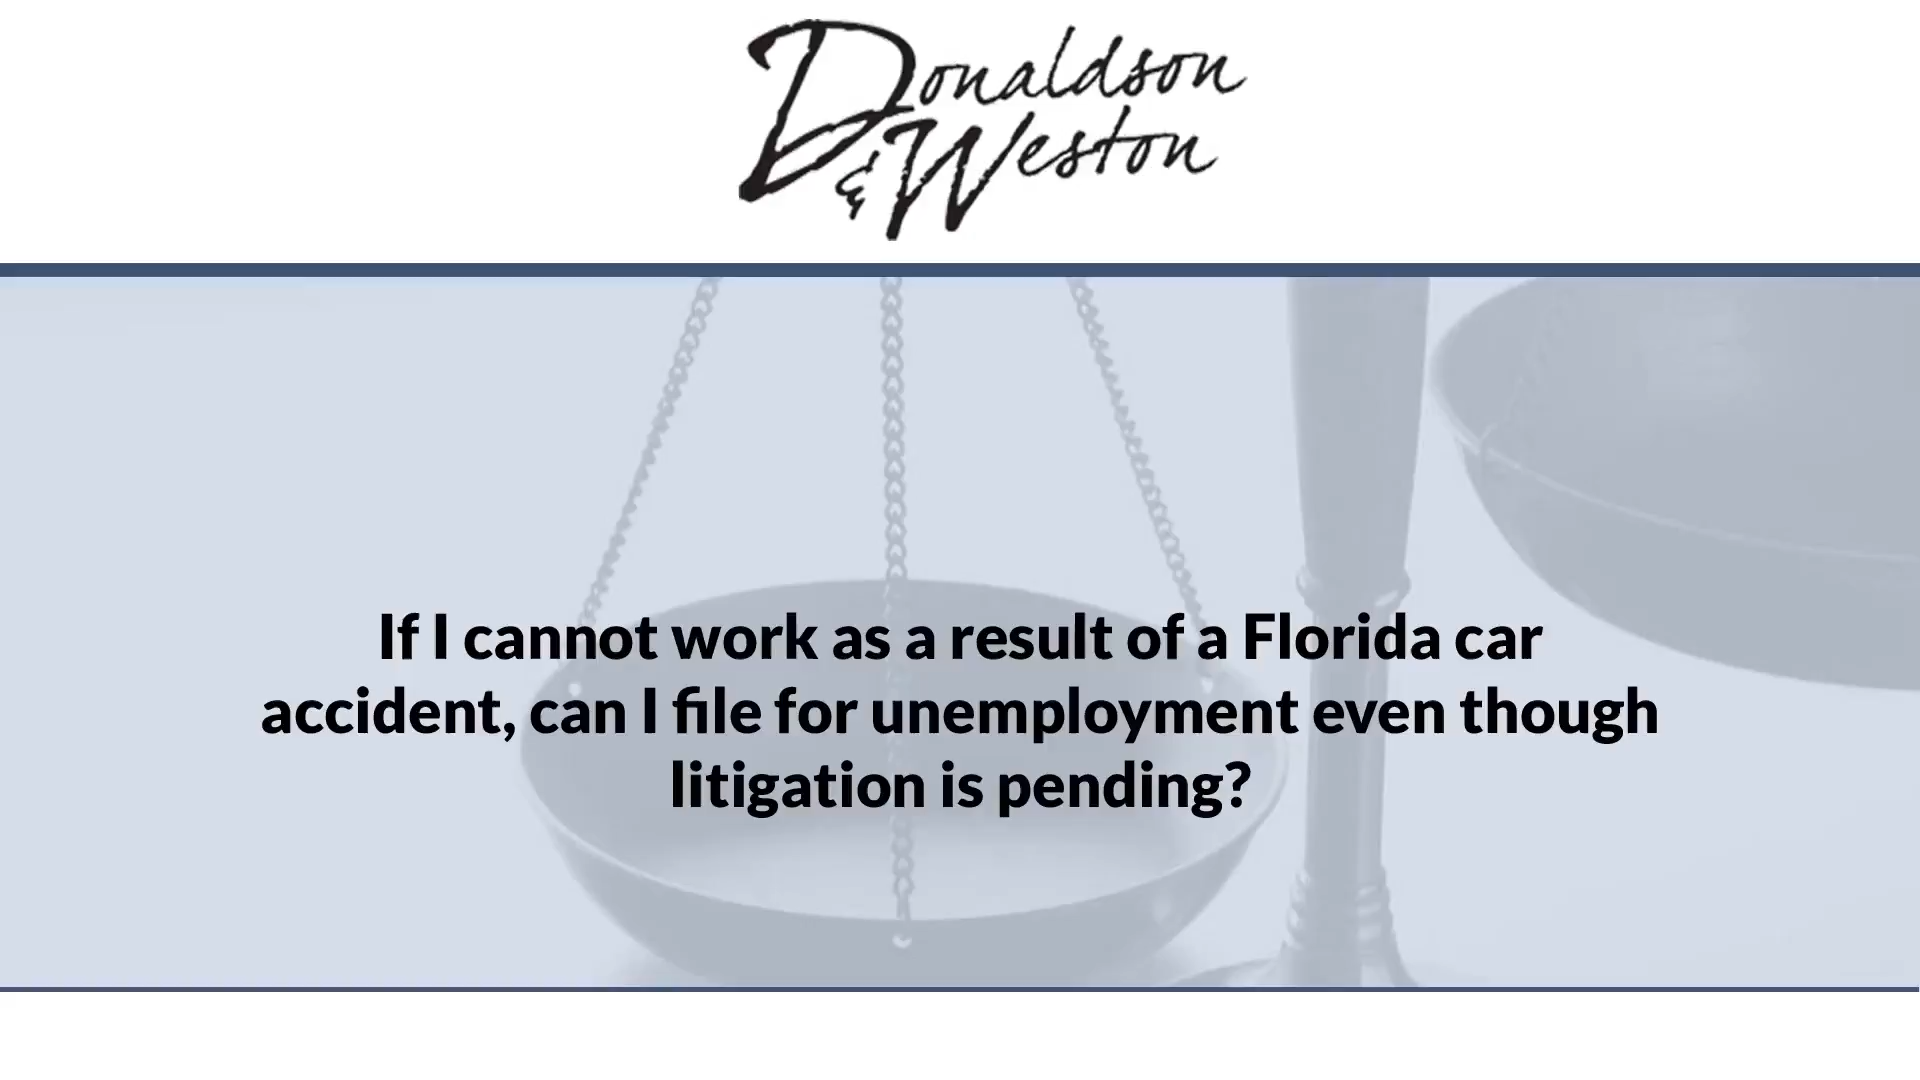 Donaldson
& Weston
If I cannot work as a result of a Florida car
accident, can I file for unemployment even though
litigation is pending?